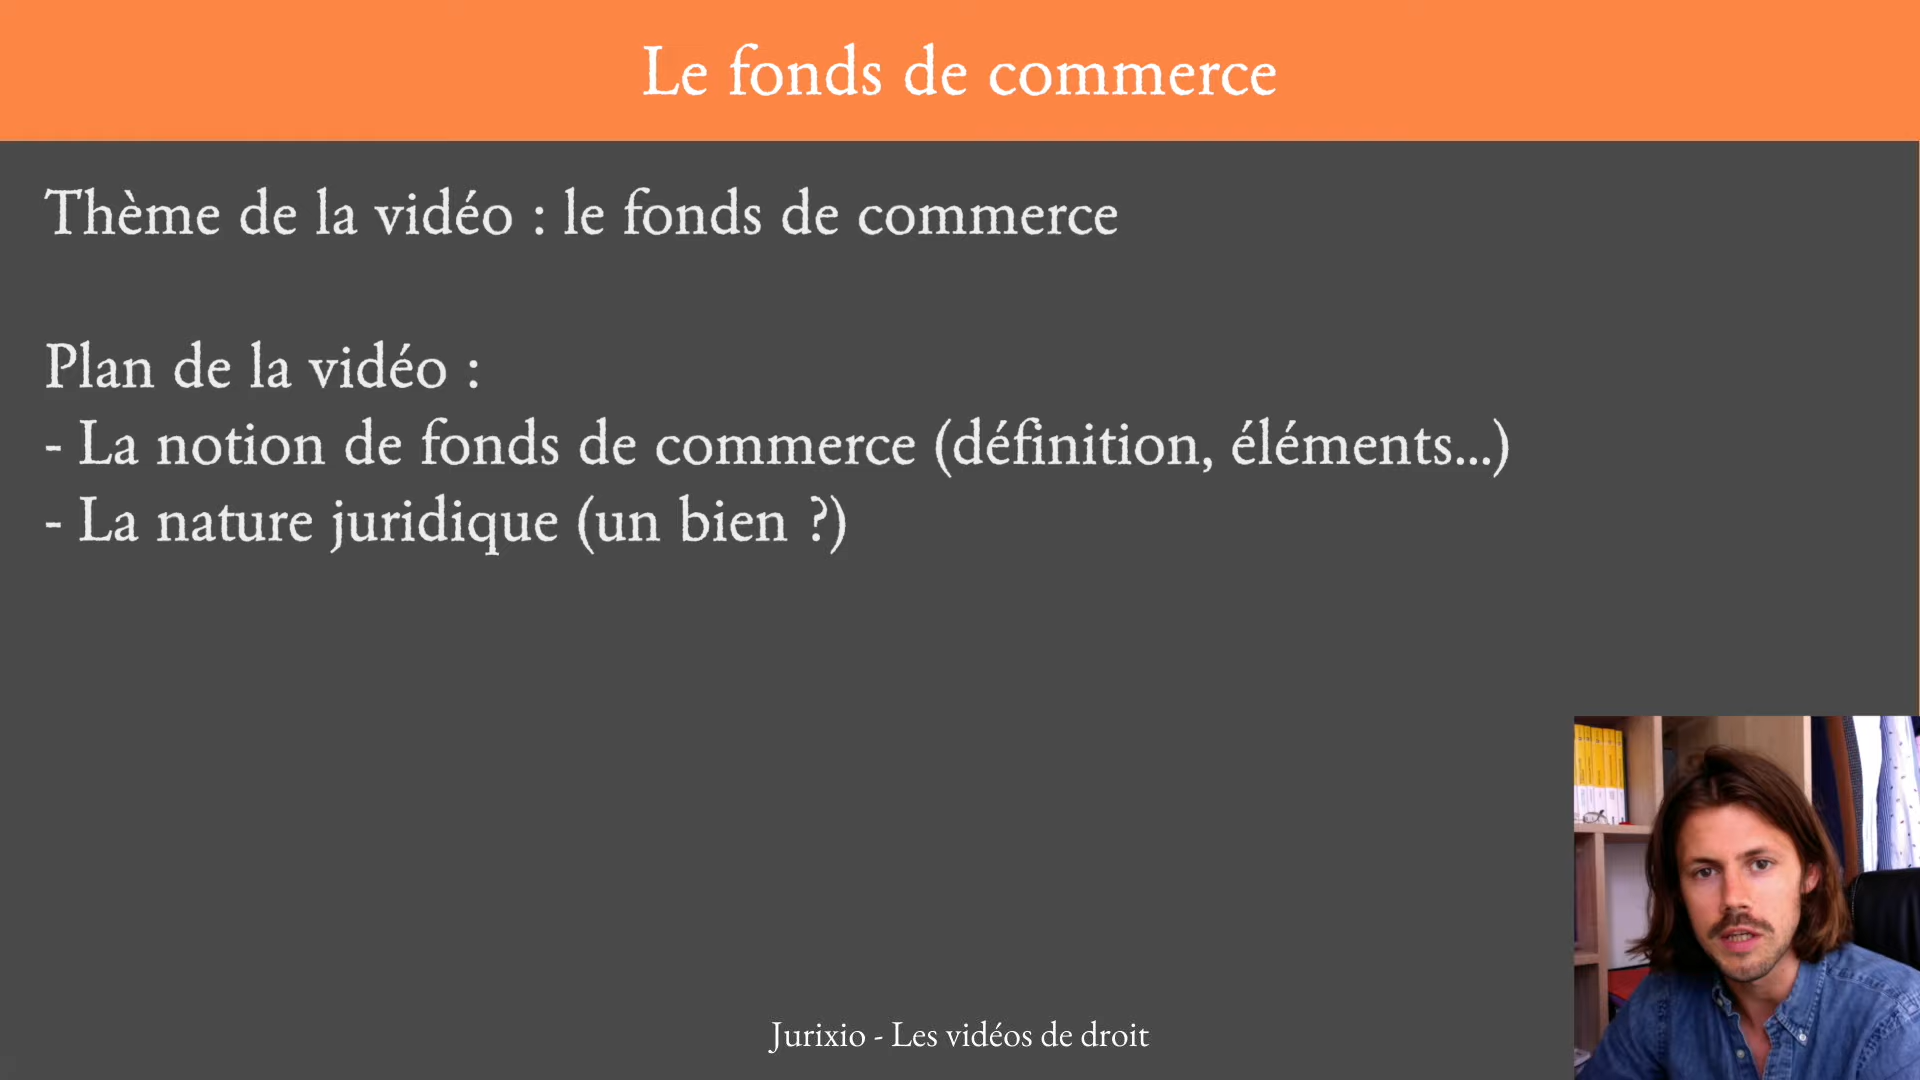 Le fonds de commerce
Thème de la vidéo : le fonds de commerce
Plan de la vidéo :
- La notion de fonds de commerce (définition, éléments...)
- La nature juridique (un bien ?)
Jurixio - Les vidéos de droit